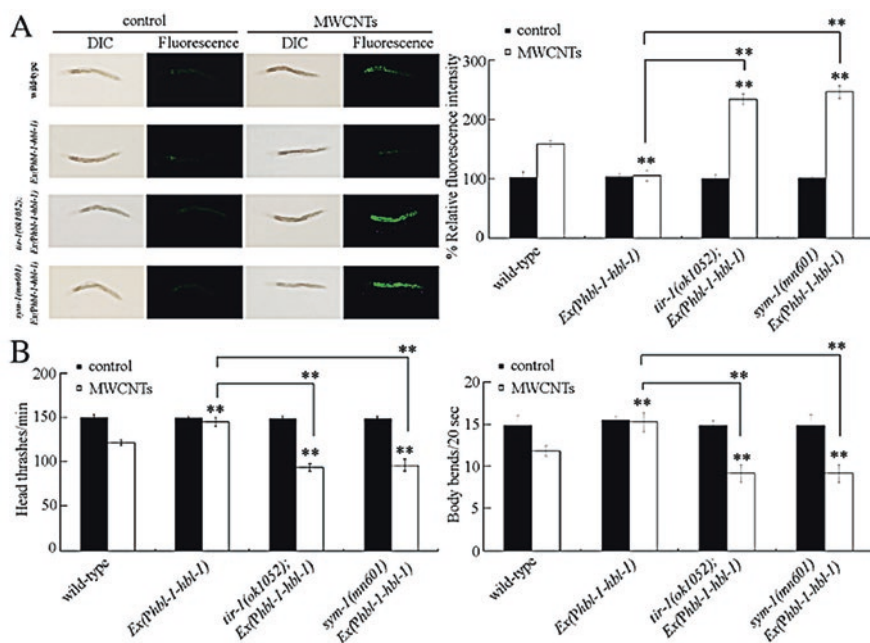 A
control
MWCNTs
DIC
Fluorescence
DIC
Fluorescence
wild-type
Ex(Phbl-1-hbl-1)
tir-1(ok1052);
Ex(Phbl-1-hbl-1)
sym-1(mn601)
Ex(Phbl-1-hbl-1)
% Relative fluorescence intensity
300
200
100
0
control
MWCNTs
**
**
**
**
**
wild-type
Ex(Phbl-1-hbl-1)
tir-1(ok1052);
Ex(Phbl-1-hbl-1)
sym-1(mn601)
Ex(Phbl-1-hbl-1)
B
Head thrashes/min
200
150
100
50
0
control
MWCNTs
**
**
**
**
**
wild-type
Ex(Phbl-1-hbl-1)
tir-1(ok1052);
Ex(Phbl-1-hbl-1)
sym-1(mn601)
Ex(Phbl-1-hbl-1)
Body bends/20 sec
20
15
10
5
0
control
MWCNTs
**
**
**
**
**
wild-type
Ex(Phbl-1-hbl-1)
tir-1(ok1052);
Ex(Phbl-1-hbl-1)
sym-1(mn601)
Ex(Phbl-1-hbl-1)